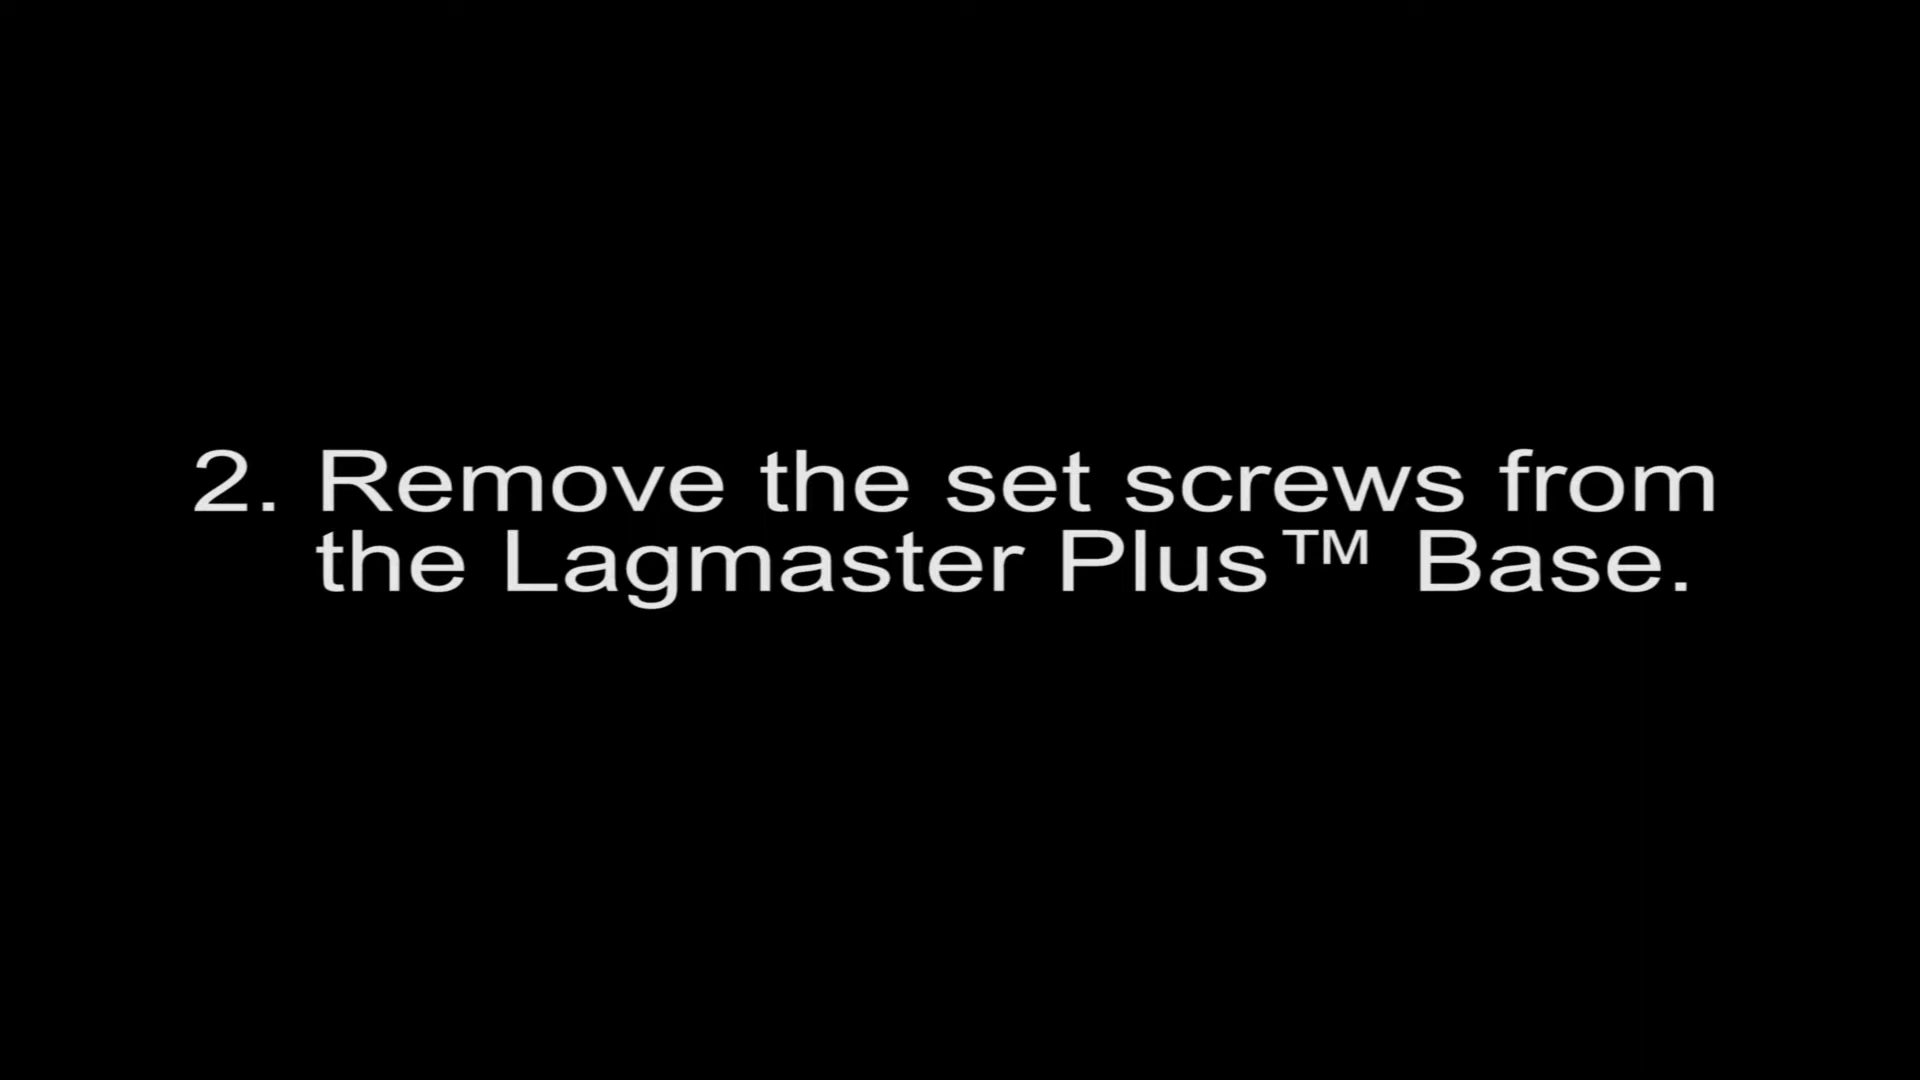 2. Remove the set screws from
the Lagmaster Plus™ Base.